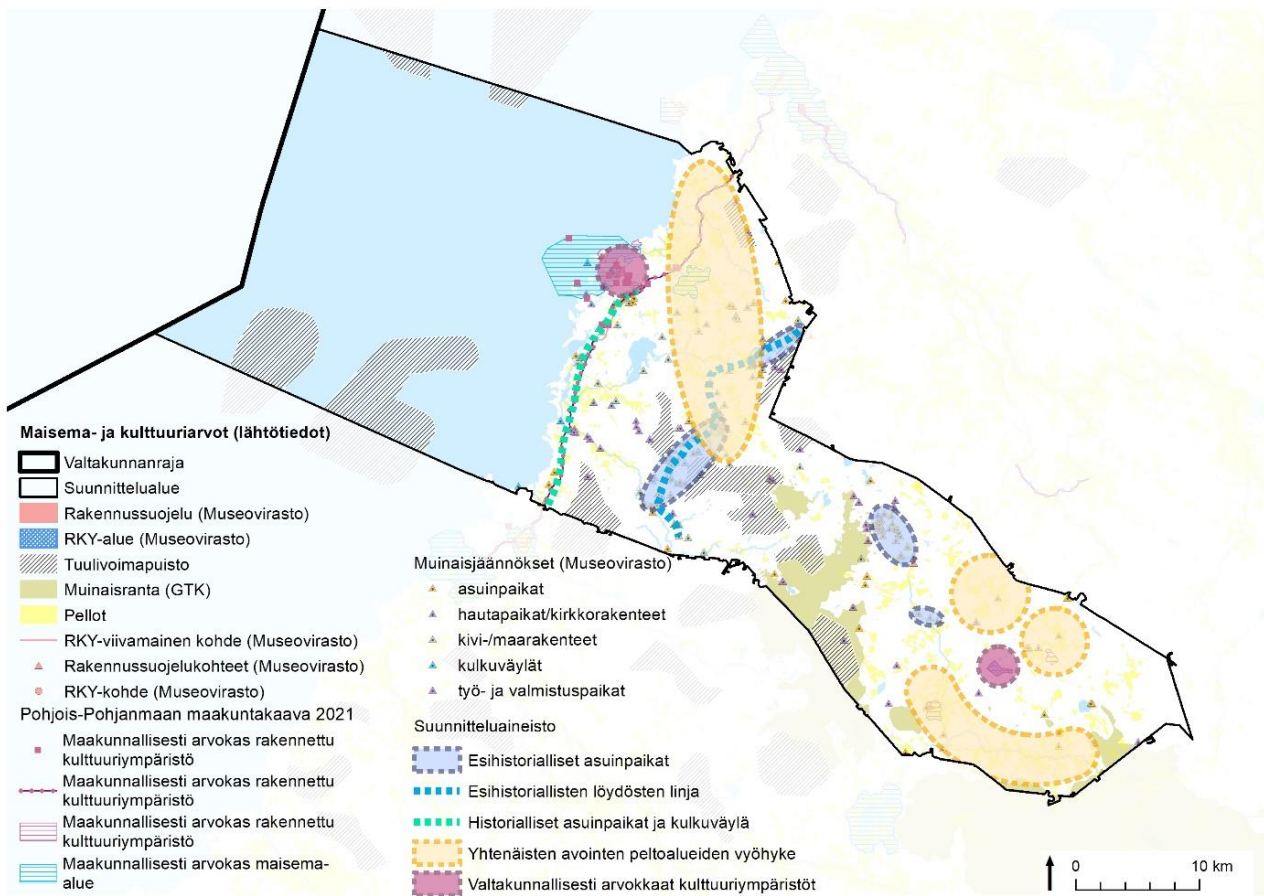 Maisema- ja kulttuuriarvot (lähtötiedot)
Valtakunnanraja
Suunnittelualue
Rakennussuojelu (Museovirasto)
RKY-alue (Museovirasto)
Tuulivoimapuisto
Muinaisranta (GTK)
Pellot
RKY-viivamainen kohde (Museovirasto)
Rakennussuojelukohteet (Museovirasto)
RKY-kohde (Museovirasto)
Pohjois-Pohjanmaan maakuntakaava 2021
Maakunnallisesti arvokas rakennettu
kulttuuriympäristö
Maakunnallisesti arvokas rakennettu
kulttuuriympäristö
Maakunnallisesti arvokas rakennettu
kulttuuriympäristö
Maakunnallisesti arvokas maisema-
alue
Muinaisjäännökset (Museovirasto)
asuinpaikat
hautapaikat/kirkkorakenteet
kivi-/maarakenteet
kulkuväylät
työ- ja valmistuspaikat
Suunnitteluaineisto
Esihistorialliset asuinpaikat
Esihistoriallisten löydösten linja
Historialliset asuinpaikat ja kulkuväylä
Yhtenäisten avointen peltoalueiden vyöhyke
Valtakunnallisesti arvokkaat kulttuuriympäristöt
0 10 km